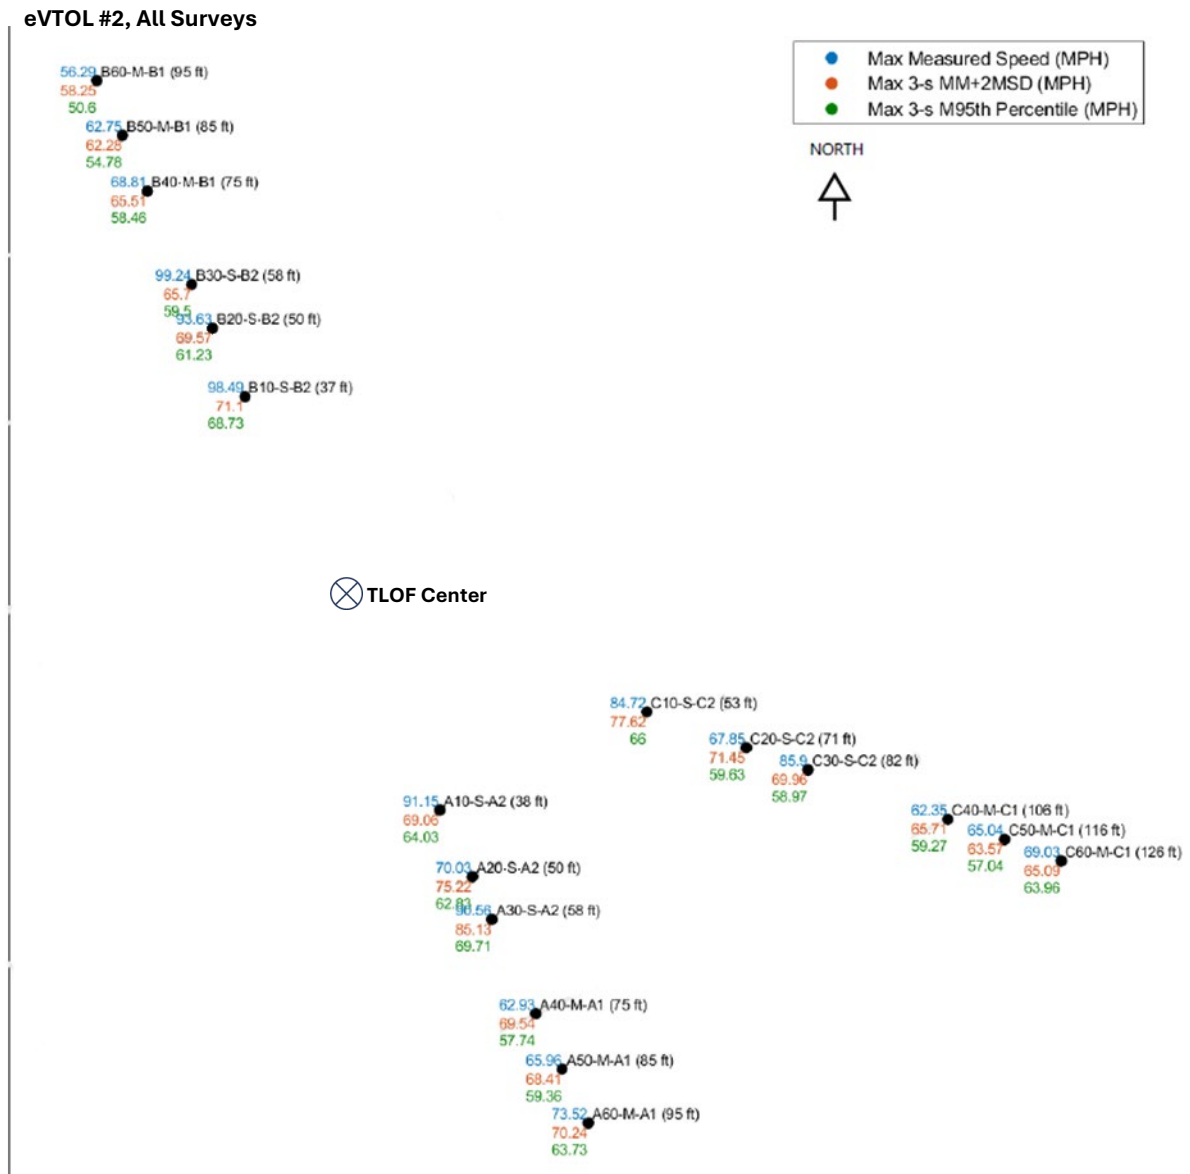 eVTOL #2, All Surveys
Max Measured Speed (MPH)
Max 3-s MM+2MSD (MPH)
Max 3-s M95th Percentile (MPH)
NORTH
56.29 B60-M-B1 (95 ft)
58.25
50.6
62.75 B50-M-B1 (85 ft)
62.28
54.78
68.81 B40-M-B1 (75 ft)
65.51
58.46
99.24 B30-S-B2 (58 ft)
65.7
59.5
93.63 B20-S-B2 (50 ft)
69.57
61.23
98.49 B10-S-B2 (37 ft)
71.1
68.73
TLOF Center
84.72 C10-S-C2 (53 ft)
77.62
66
67.85 C20-S-C2 (71 ft)
71.45
59.63
85.9 C30-S-C2 (82 ft)
69.96
58.97
91.15 A10-S-A2 (38 ft)
69.06
64.03
62.35 C40-M-C1 (106 ft)
65.71
59.27
65.04 C50-M-C1 (116 ft)
63.57
57.04
69.03 C60-M-C1 (126 ft)
65.09
63.96
70.03 A20-S-A2 (50 ft)
75.22
62.83
90.56 A30-S-A2 (58 ft)
85.13
69.71
62.93 A40-M-A1 (75 ft)
69.54
57.74
65.96 A50-M-A1 (85 ft)
68.41
59.36
73.52 A60-M-A1 (95 ft)
70.24
63.73